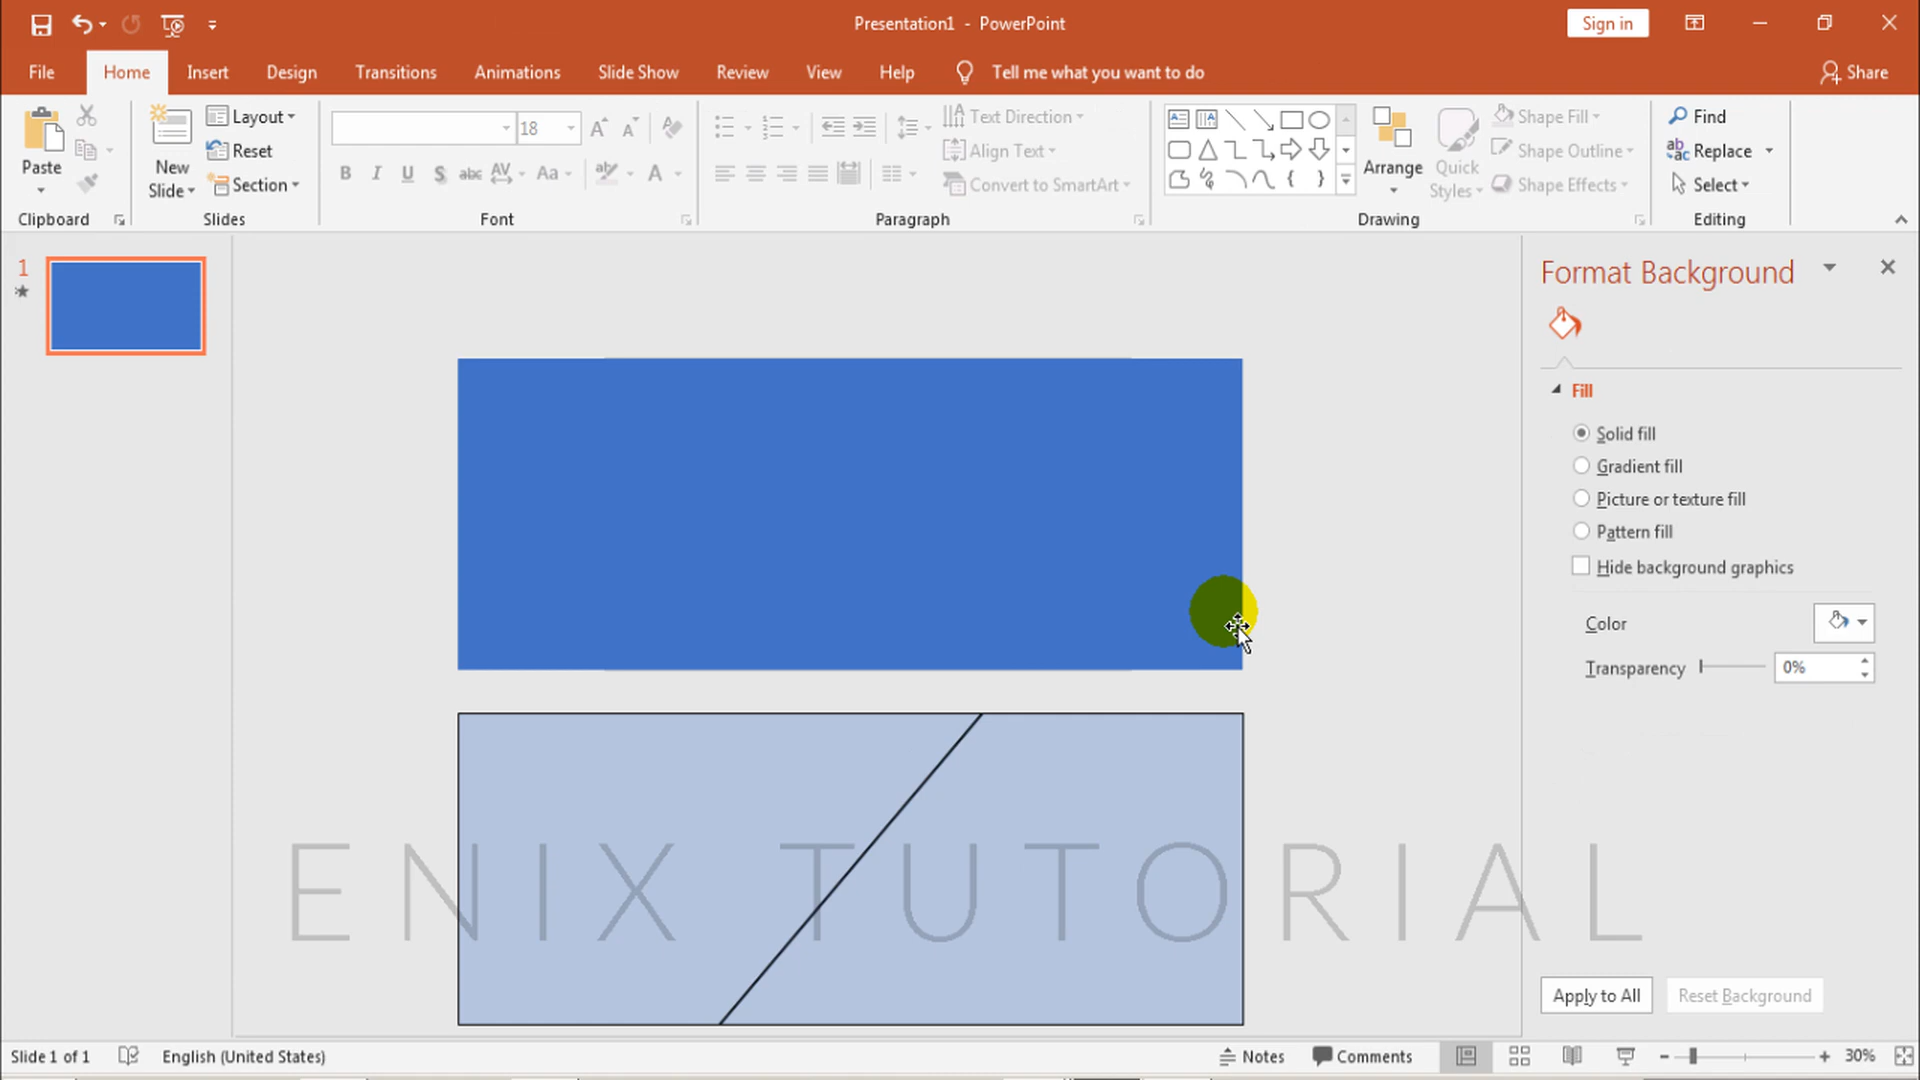 Presentation1 - PowerPoint
Sign in
File Home Insert Design Transitions Animations Slide Show Review View Help Tell me what you want to do Share
Paste
New Slide
Layout
Reset
Section
18
B I U S abc AV Aa A
Text Direction
Align Text
Convert to SmartArt
Arrange
Quick Styles
Shape Fill
Shape Outline
Shape Effects
Find
Replace
Select
Clipboard Slides Font Paragraph Drawing Editing
1
Format Background
Fill
Solid fill
Gradient fill
Picture or texture fill
Pattern fill
Hide background graphics
Color
Transparency 0%
ENIX TUTORIAL
Apply to All Reset Background
Slide 1 of 1 English (United States) Notes Comments 30%